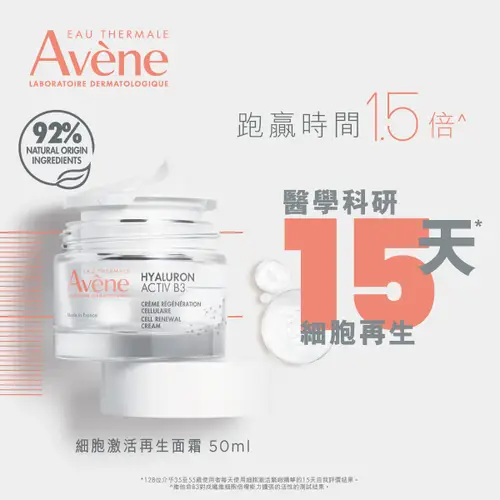 EAU THERMALE
Avène
LABORATOIRE DERMATOLOGIQUE
92%
NATURAL ORIGIN
INGREDIENTS
跑贏時間1.5倍^
醫學科研
15天*
細胞再生
EAU THERMALE
Avène
HYALURON
ACTIV B3
CRÈME RÉGÉNÉRATION
CELLULAIRE
CELL RENEWAL
CREAM
Made in France
細胞激活再生面霜 50ml